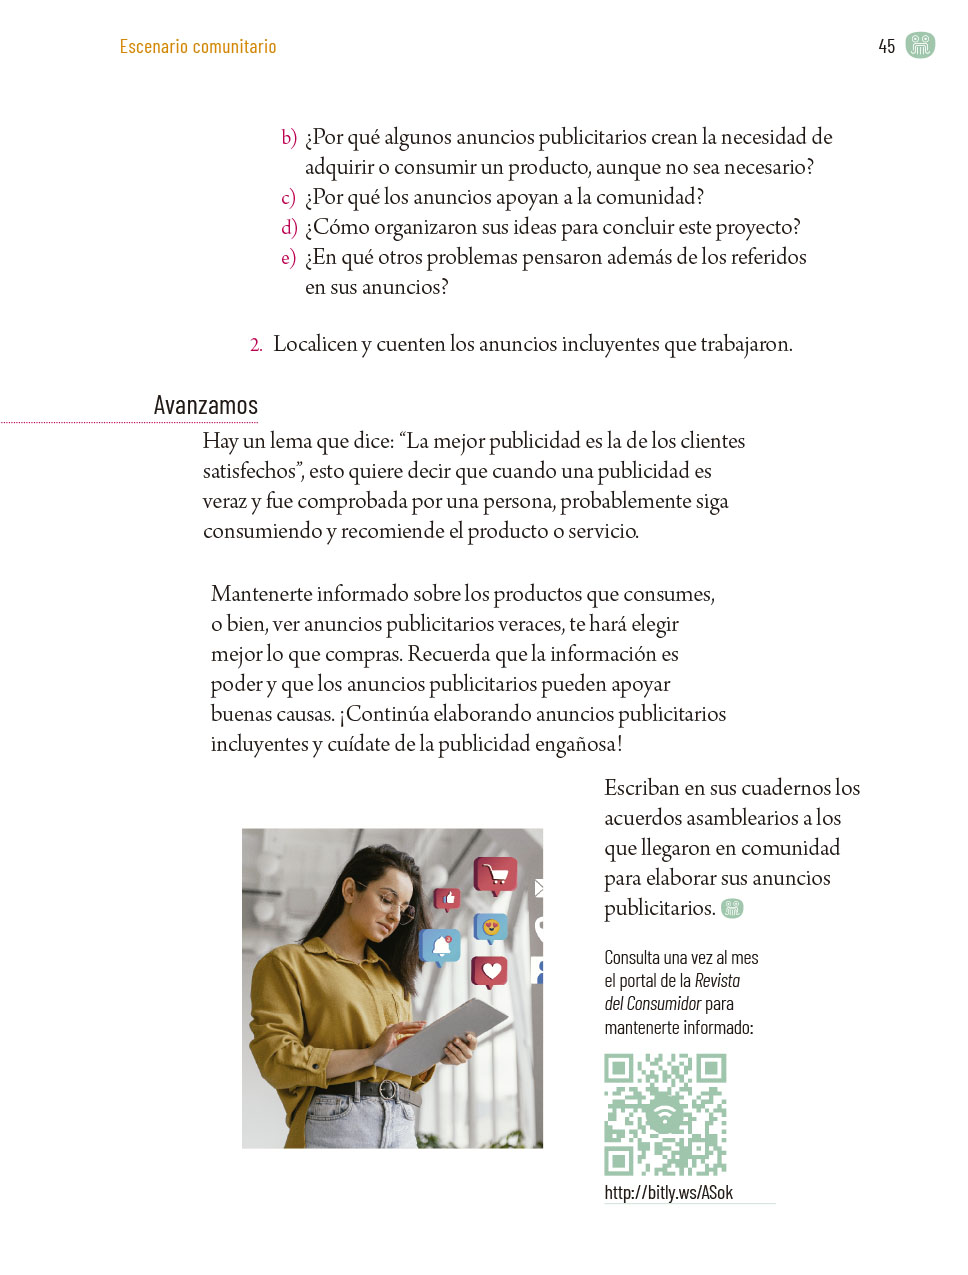 Escenario comunitario
45
b) ¿Por qué algunos anuncios publicitarios crean la necesidad de
adquirir o consumir un producto, aunque no sea necesario?
c) ¿Por qué los anuncios apoyan a la comunidad?
d) ¿Cómo organizaron sus ideas para concluir este proyecto?
e) ¿En qué otros problemas pensaron además de los referidos
en sus anuncios?
2. Localicen y cuenten los anuncios incluyentes que trabajaron.
Avanzamos
Hay un lema que dice: “La mejor publicidad es la de los clientes
satisfechos”, esto quiere decir que cuando una publicidad es
veraz y fue comprobada por una persona, probablemente siga
consumiendo y recomiende el producto o servicio.
Mantenerte informado sobre los productos que consumes,
o bien, ver anuncios publicitarios veraces, te hará elegir
mejor lo que compras. Recuerda que la información es
poder y que los anuncios publicitarios pueden apoyar
buenas causas. ¡Continúa elaborando anuncios publicitarios
incluyentes y cuídate de la publicidad engañosa!
Escriban en sus cuadernos los
acuerdos asamblearios a los
que llegaron en comunidad
para elaborar sus anuncios
publicitarios.
Consulta una vez al mes
el portal de la Revista
del Consumidor para
mantenerte informado:
http://bitly.ws/ASok